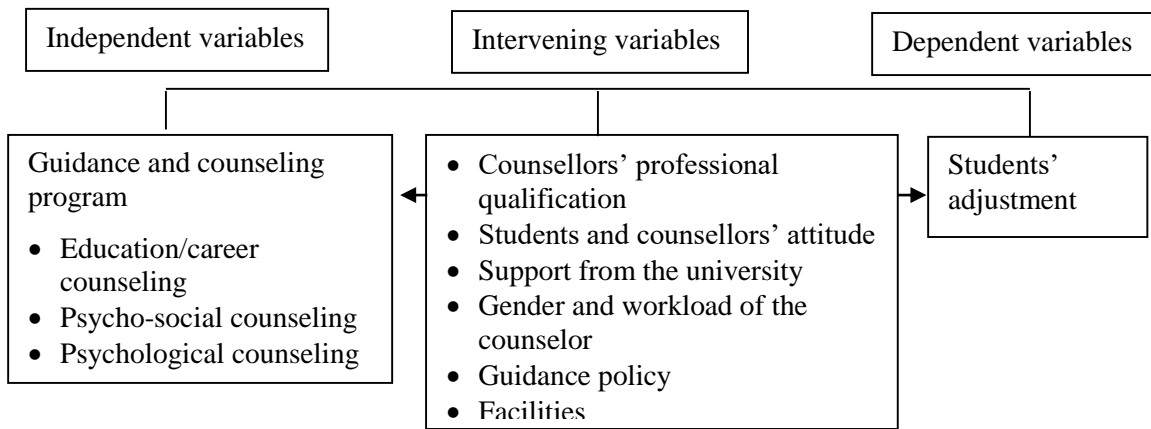 Independent variables
Intervening variables
Dependent variables
Guidance and counseling
program
• Education/career
counseling
• Psycho-social counseling
• Psychological counseling
• Counsellors’ professional
qualification
• Students and counsellors’ attitude
• Support from the university
• Gender and workload of the
counselor
• Guidance policy
• Facilities
Students’
adjustment